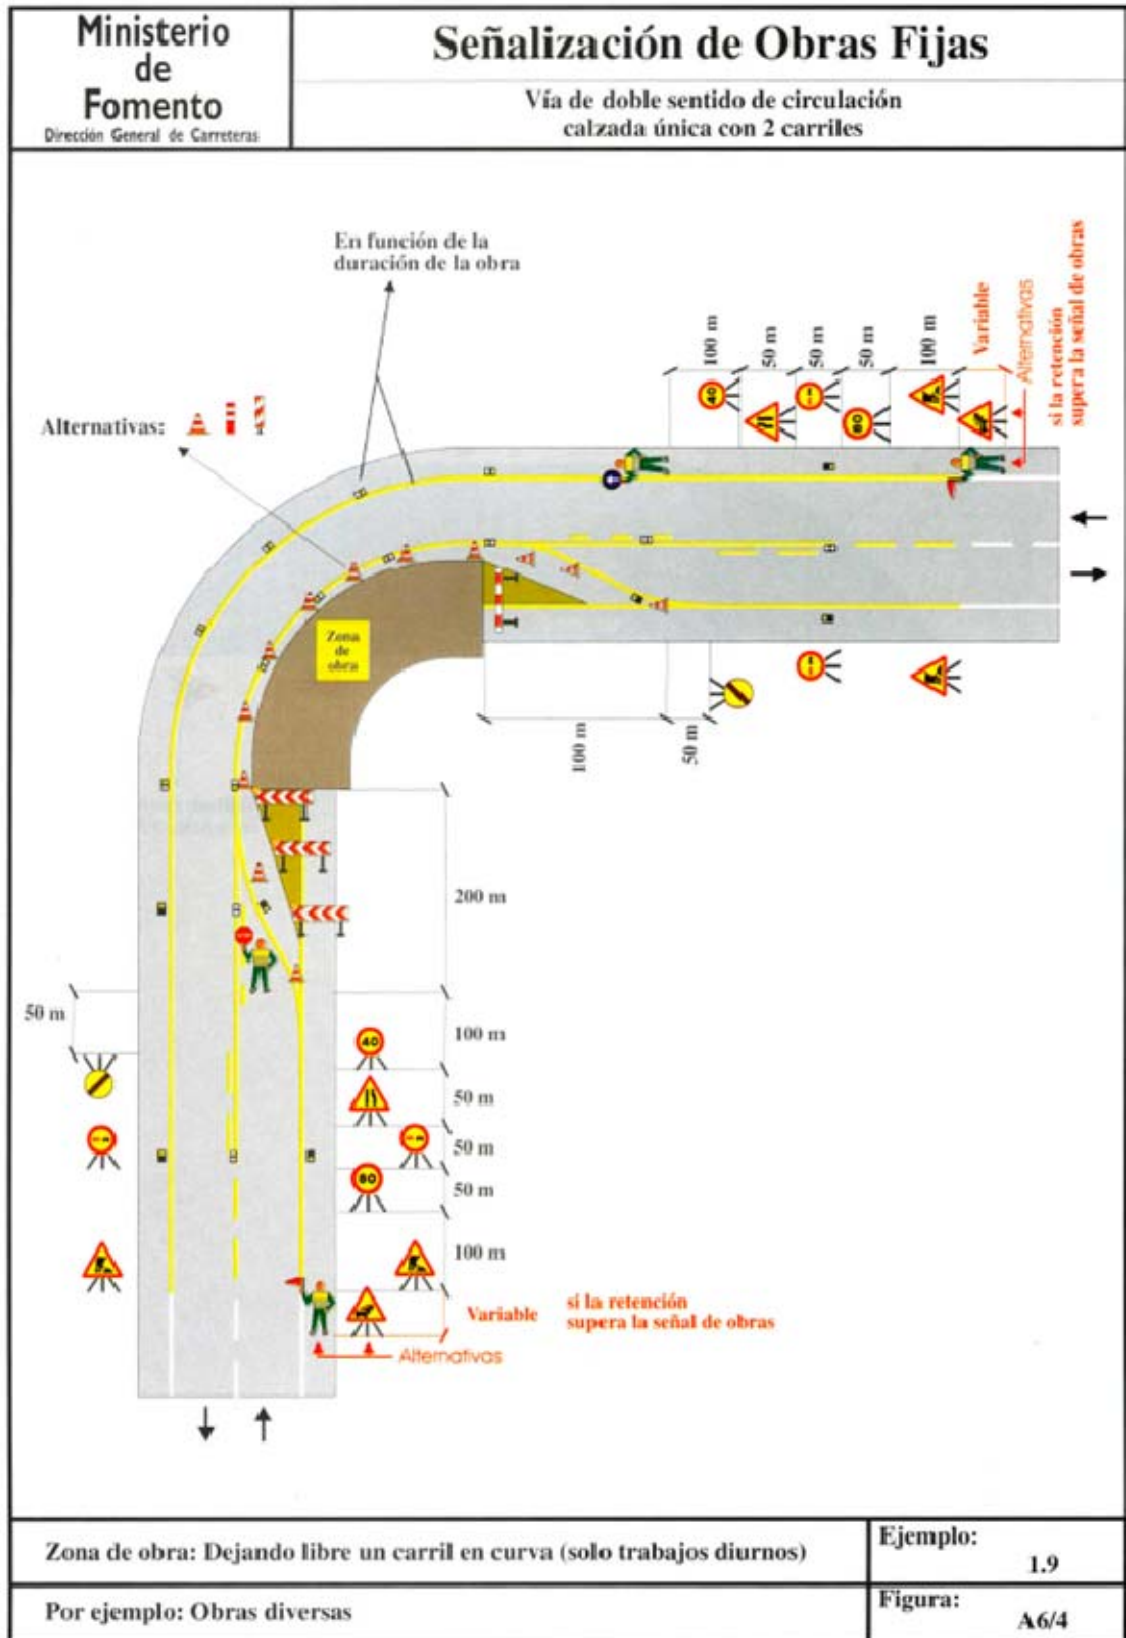 Ministerio
de
Fomento
Dirección General de Carreteras
Señalización de Obras Fijas
Vía de doble sentido de circulación
calzada única con 2 carriles
En función de la
duración de la obra
Alternativas:
100 m
50 m
50 m
50 m
100 m
Variable
Alternativas
si la retención
supera la señal de obras
40
80
Zona
de
obra
100 m
50 m
200 m
50 m
100 m
40
50 m
50 m
80
50 m
100 m
Variable
si la retención
supera la señal de obras
Alternativas
Zona de obra: Dejando libre un carril en curva (solo trabajos diurnos)
Ejemplo:
1.9
Por ejemplo: Obras diversas
Figura:
A6/4